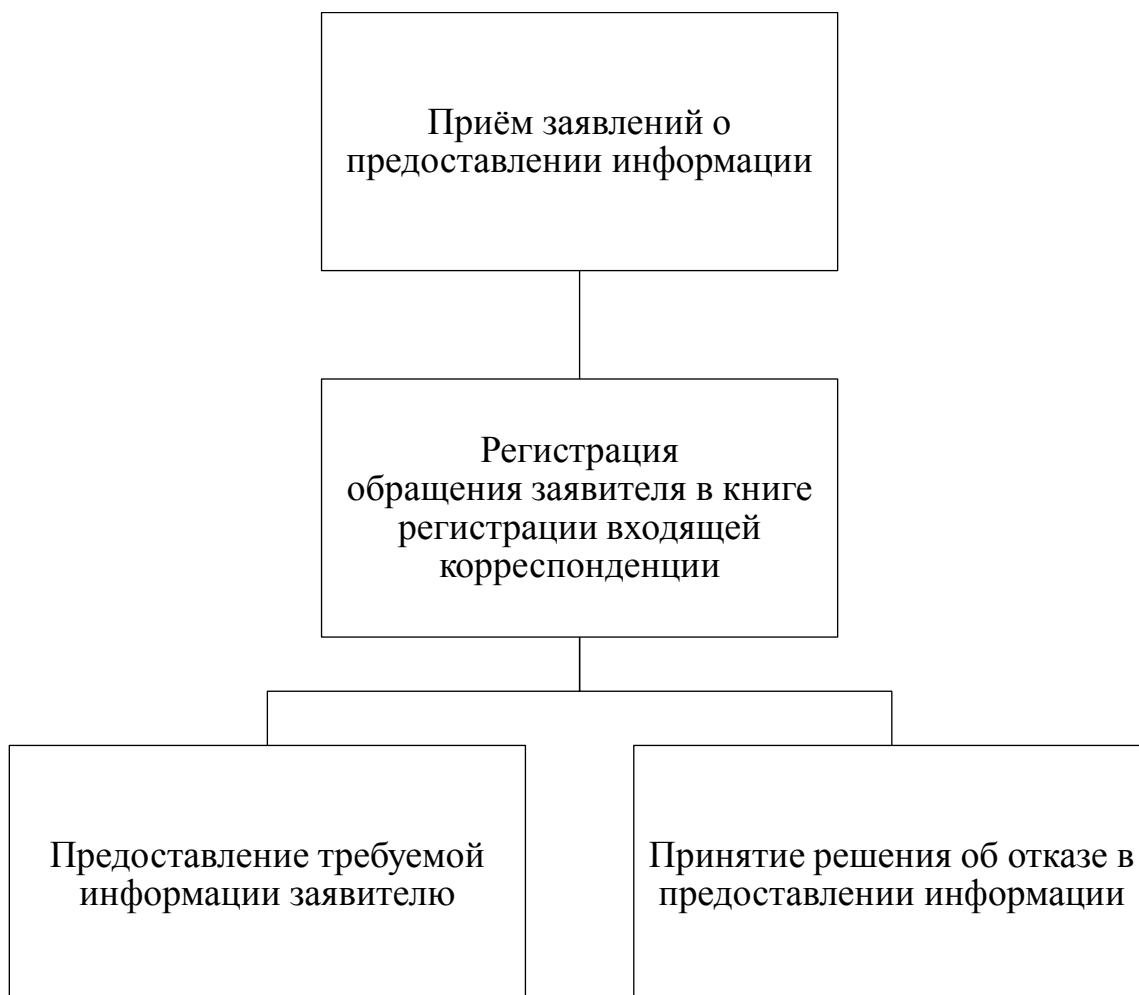 Приём заявлений о
предоставлении информации
Регистрация
обращения заявителя в книге
регистрации входящей
корреспонденции
Предоставление требуемой
информации заявителю
Принятие решения об отказе в
предоставлении информации